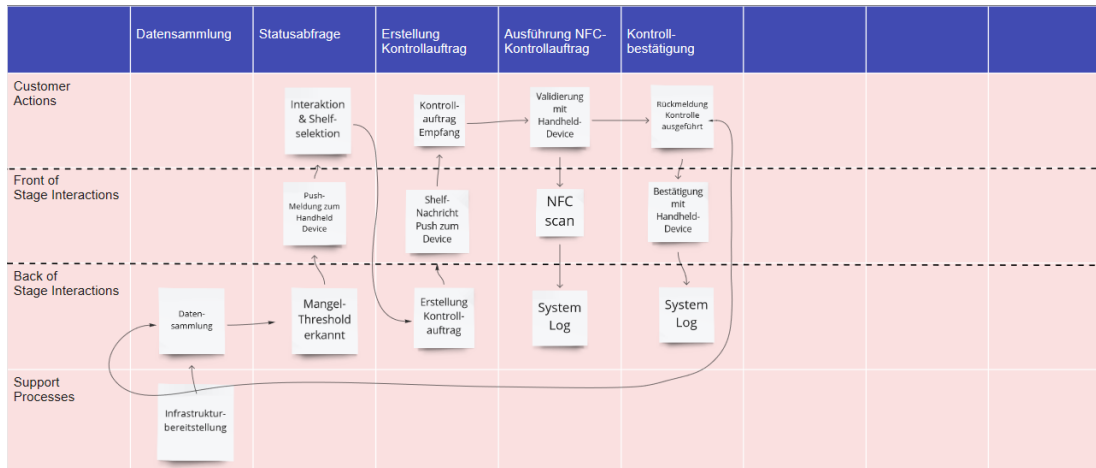 Datensammlung
Statusabfrage
Erstellung
Kontrollauftrag
Ausführung NFC-
Kontrollauftrag
Kontroll-
bestätigung
Customer
Actions
Interaktion
& Shelf-
selektion
Kontroll-
auftrag
Empfang
Validierung
mit
Handheld-
Device
Rückmeldung
Kontrolle
ausgeführt
Front of
Stage Interactions
Push-
Meldung zum
Handheld
Device
Shelf-
Nachricht
Push zum
Device
NFC
scan
Bestätigung
mit
Handheld-
Device
Back of
Stage Interactions
Daten-
sammlung
Mangel-
Threshold
erkannt
Erstellung
Kontroll-
auftrag
System
Log
System
Log
Support
Processes
Infrastruktur-
bereitstellung